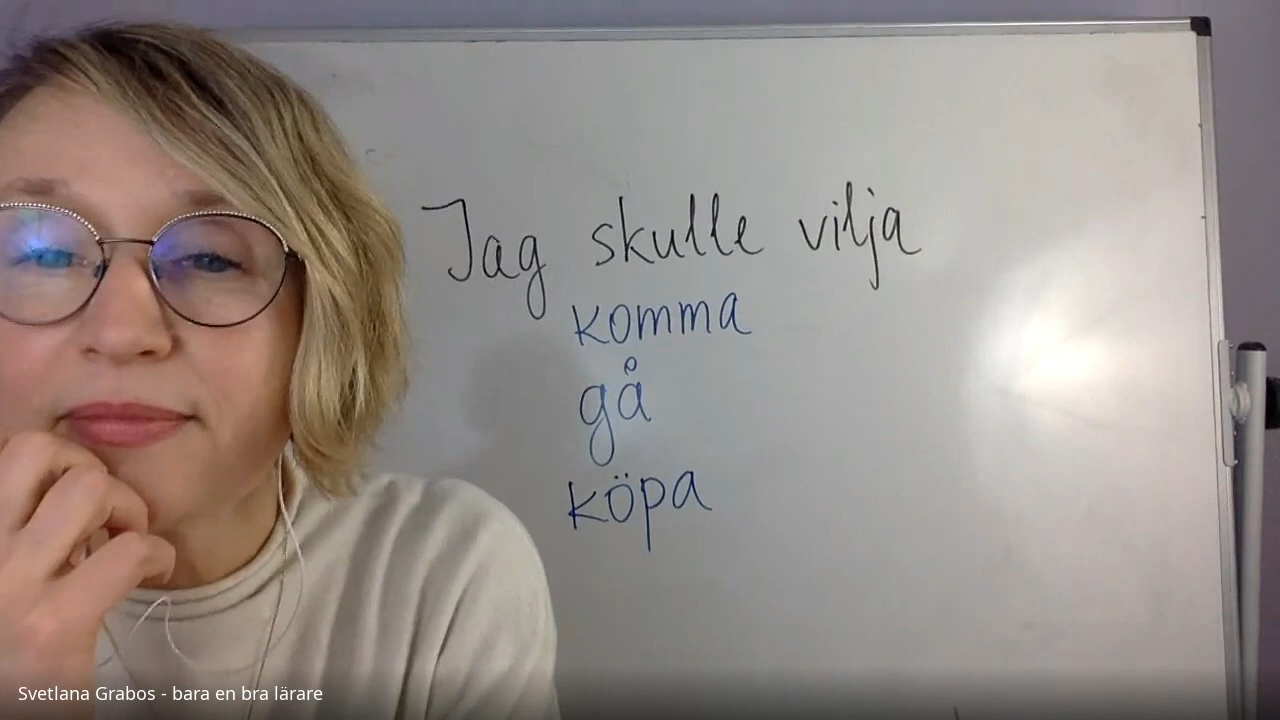 Jag skulle vilja
komma
gå
köpa
Svetlana Grabos - bara en bra lärare